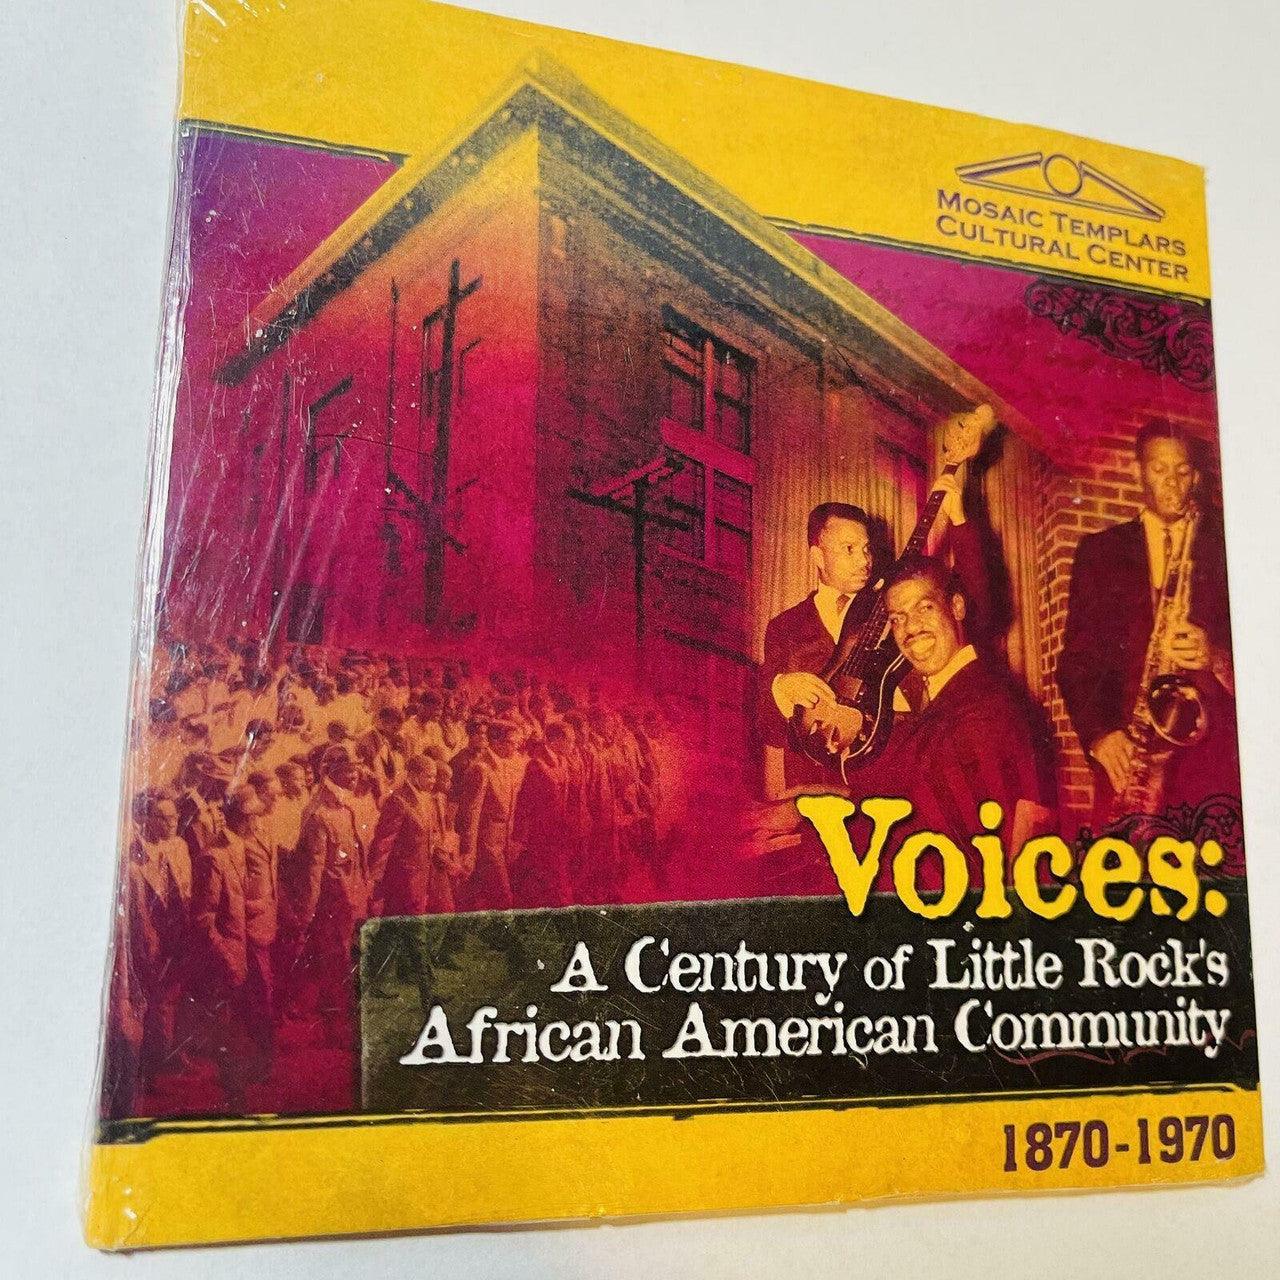 Mosaic Templars
Cultural Center
Voices:
A Century of Little Rock's
African American Community
1870-1970